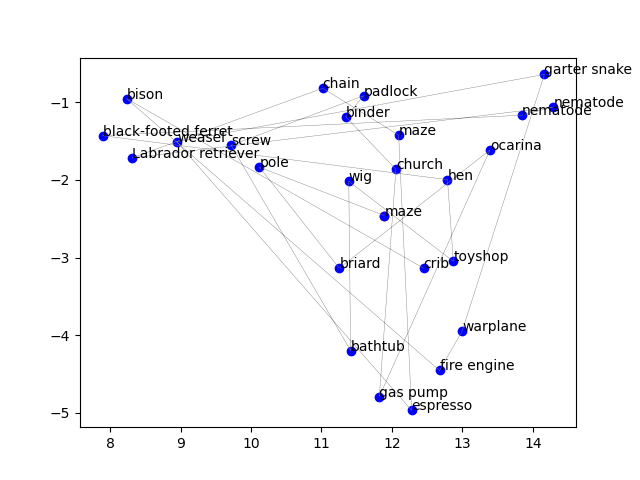 garter snake
chain
padlock
bison
nematode
nematode
binder
maze
black-footed ferret
weasel
screw
ocarina
Labrador retriever
pole
church
wig
hen
maze
briard
crib
toyshop
warplane
bathtub
fire engine
gas pump
espresso
−1
−2
−3
−4
−5
8 9 10 11 12 13 14